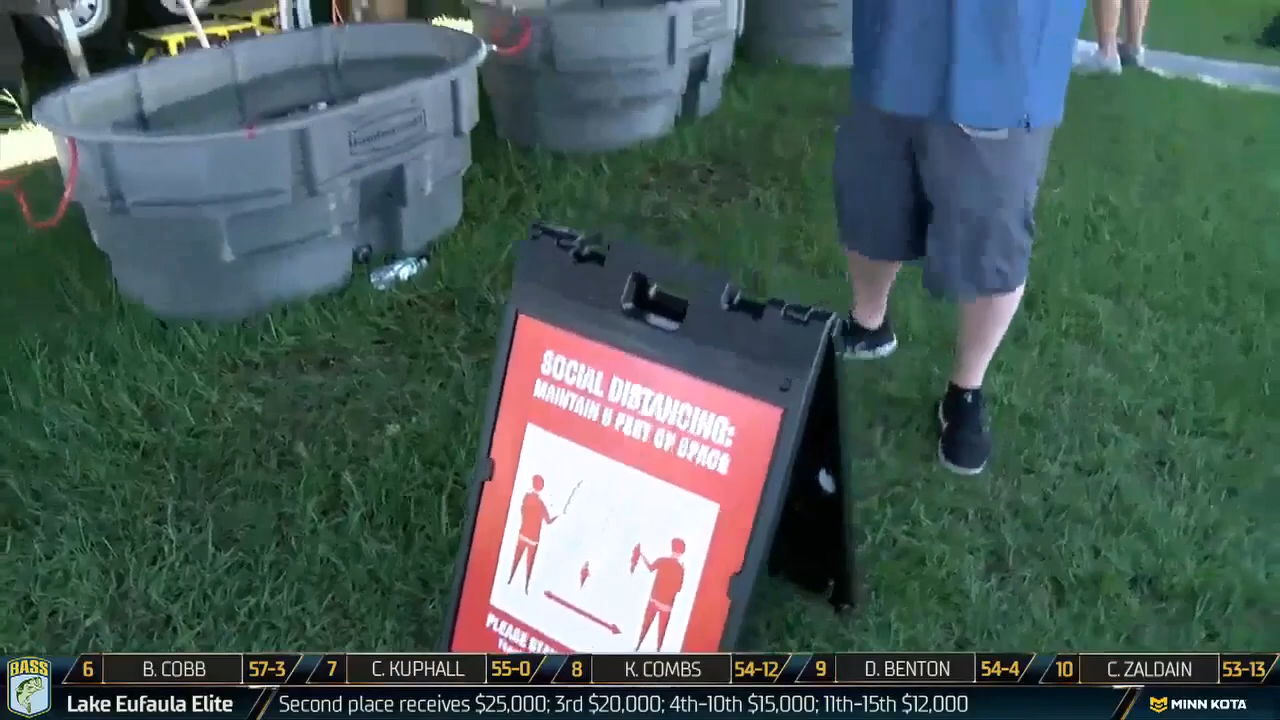 SOCIAL DISTANCING:
MAINTAIN 6 FEET OF SPACE
PLEASE
BASS
6 B. COBB 57-3 7 C. KUPHALL 55-0 8 K. COMBS 54-12 9 D. BENTON 54-4 10 C. ZALDAIN 53-13
Lake Eufaula Elite Second place receives $25,000; 3rd $20,000; 4th-10th $15,000; 11th-15th $12,000 MINN KOTA